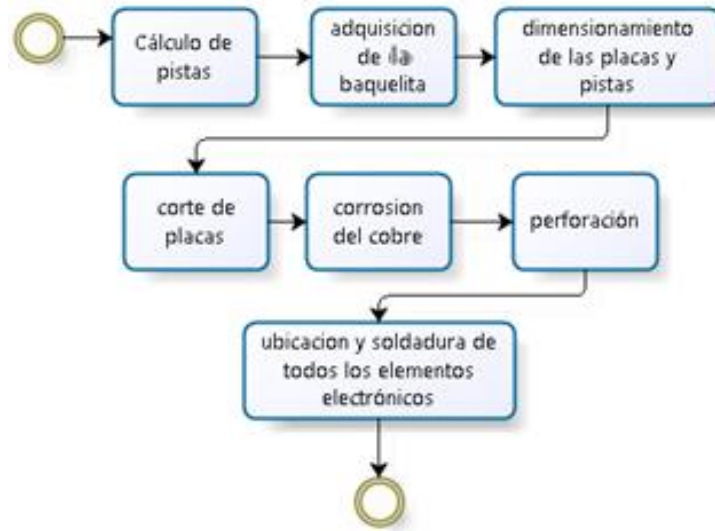 Cálculo de
pistas
adquisicion
de la
baquelita
dimensionamiento
de las placas y
pistas
corte de
placas
corrosion
del cobre
perforación
ubicacion y soldadura de
todos los elementos
electrónicos